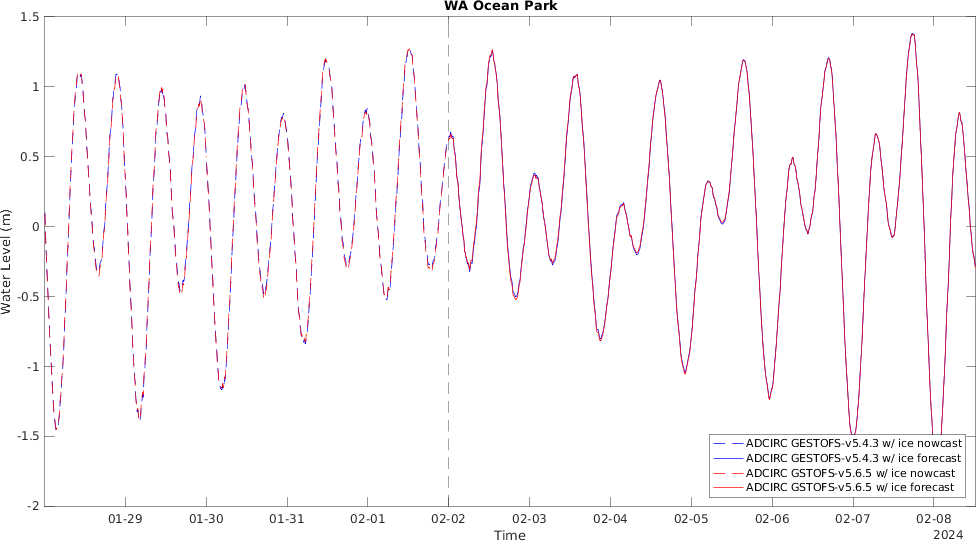 WA Ocean Park
1.5
1
0.5
0
-0.5
-1
-1.5
-2
Water Level (m)
ADCIRC GESTOFS-v5.4.3 w/ ice nowcast
ADCIRC GESTOFS-v5.4.3 w/ ice forecast
ADCIRC GSTOFS-v5.6.5 w/ ice nowcast
ADCIRC GSTOFS-v5.6.5 w/ ice forecast
01-29 01-30 01-31 02-01 02-02 02-03 02-04 02-05 02-06 02-07 02-08
Time 2024